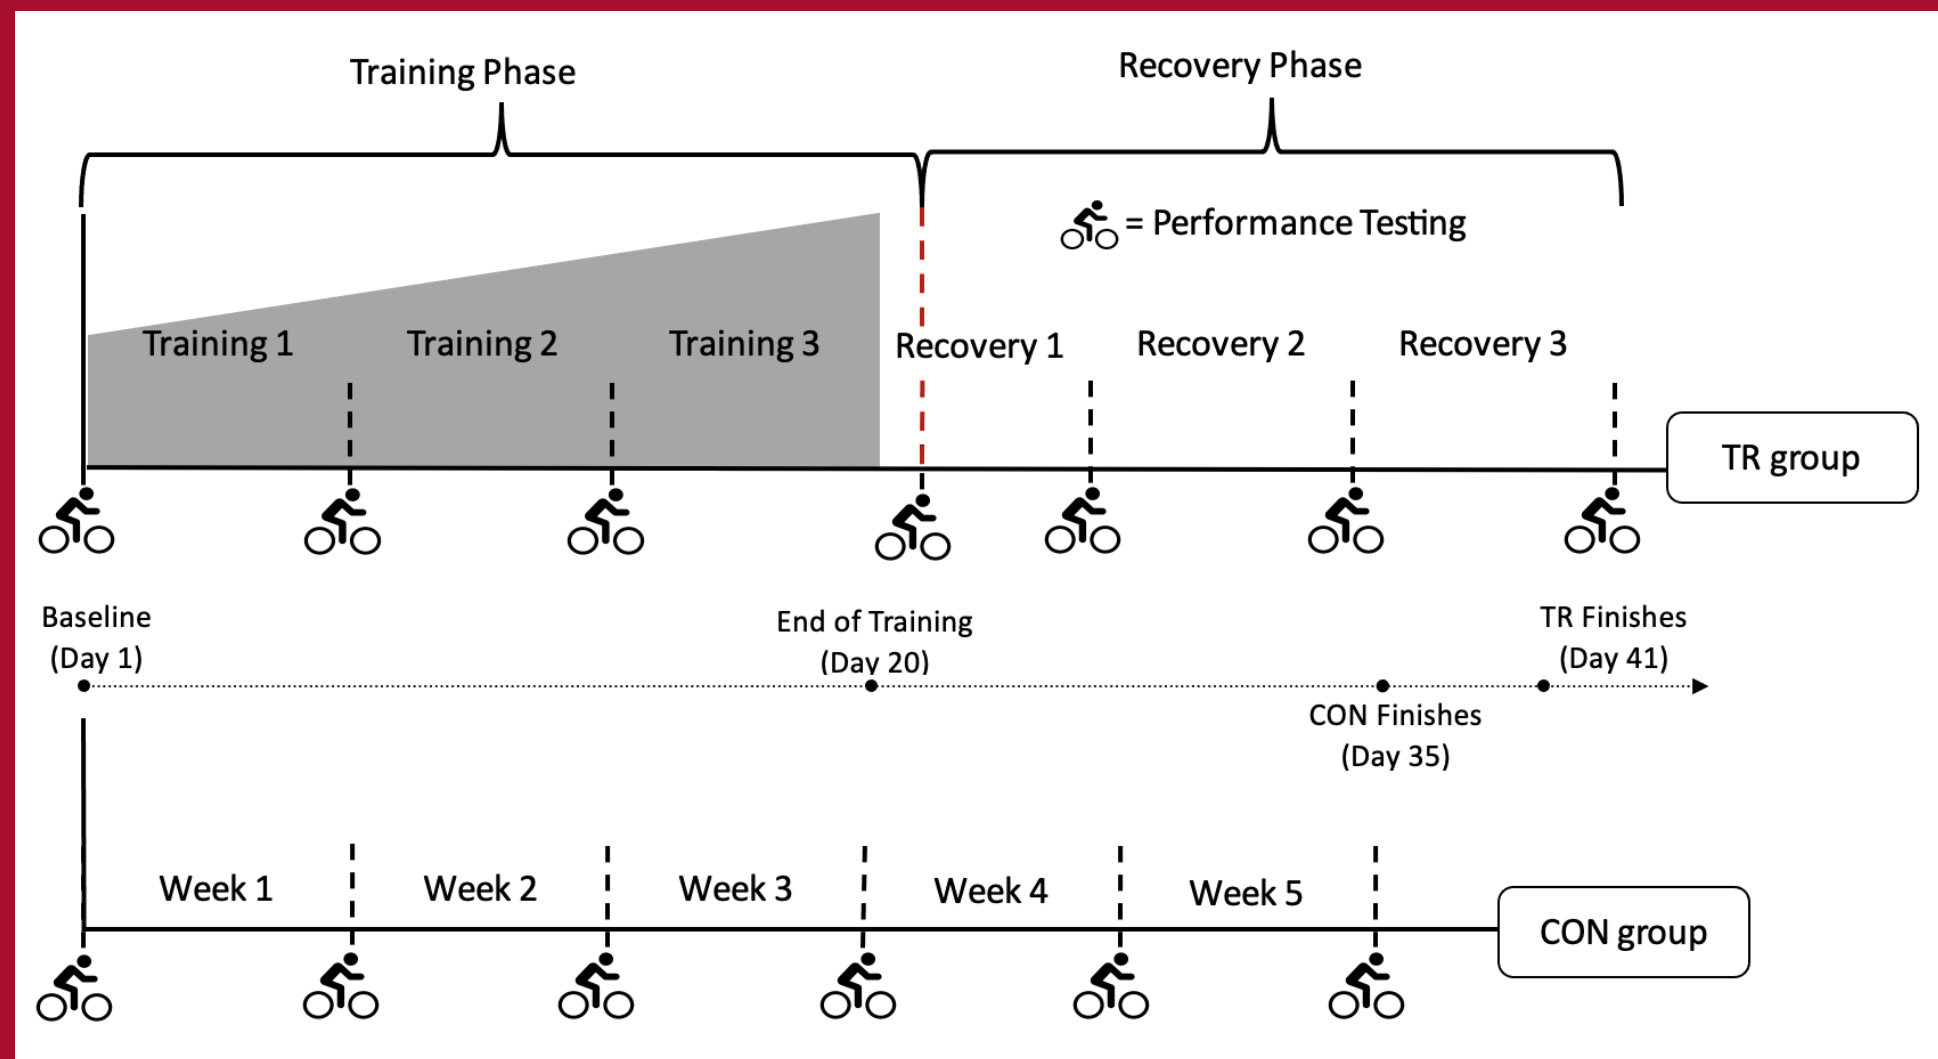 Training Phase
Recovery Phase
= Performance Testing
Training 1
Training 2
Training 3
Recovery 1
Recovery 2
Recovery 3
TR group
Baseline
(Day 1)
End of Training
(Day 20)
TR Finishes
(Day 41)
CON Finishes
(Day 35)
Week 1
Week 2
Week 3
Week 4
Week 5
CON group